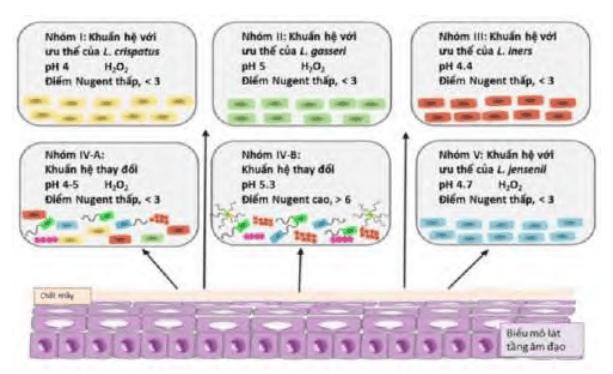 Nhóm I: Khuẩn hệ với
ưu thế của L. crispatus
pH 4 H₂O₂
Điểm Nugent thấp, < 3
Nhóm II: Khuẩn hệ với
ưu thế của L. gasseri
pH 5 H₂O₂
Điểm Nugent thấp, < 3
Nhóm III: Khuẩn hệ với
ưu thế của L. iners
pH 4.4
Điểm Nugent thấp, < 3
Nhóm IV-A:
Khuẩn hệ thay đổi
pH 4-5 H₂O₂
Điểm Nugent thấp, < 3
Nhóm IV-B:
Khuẩn hệ thay đổi
pH 5.3
Điểm Nugent cao, > 6
Nhóm V: Khuẩn hệ với
ưu thế của L. jensenii
pH 4.7 H₂O₂
Điểm Nugent thấp, < 3
Chất nhầy
Biểu mô lát
tầng âm đạo